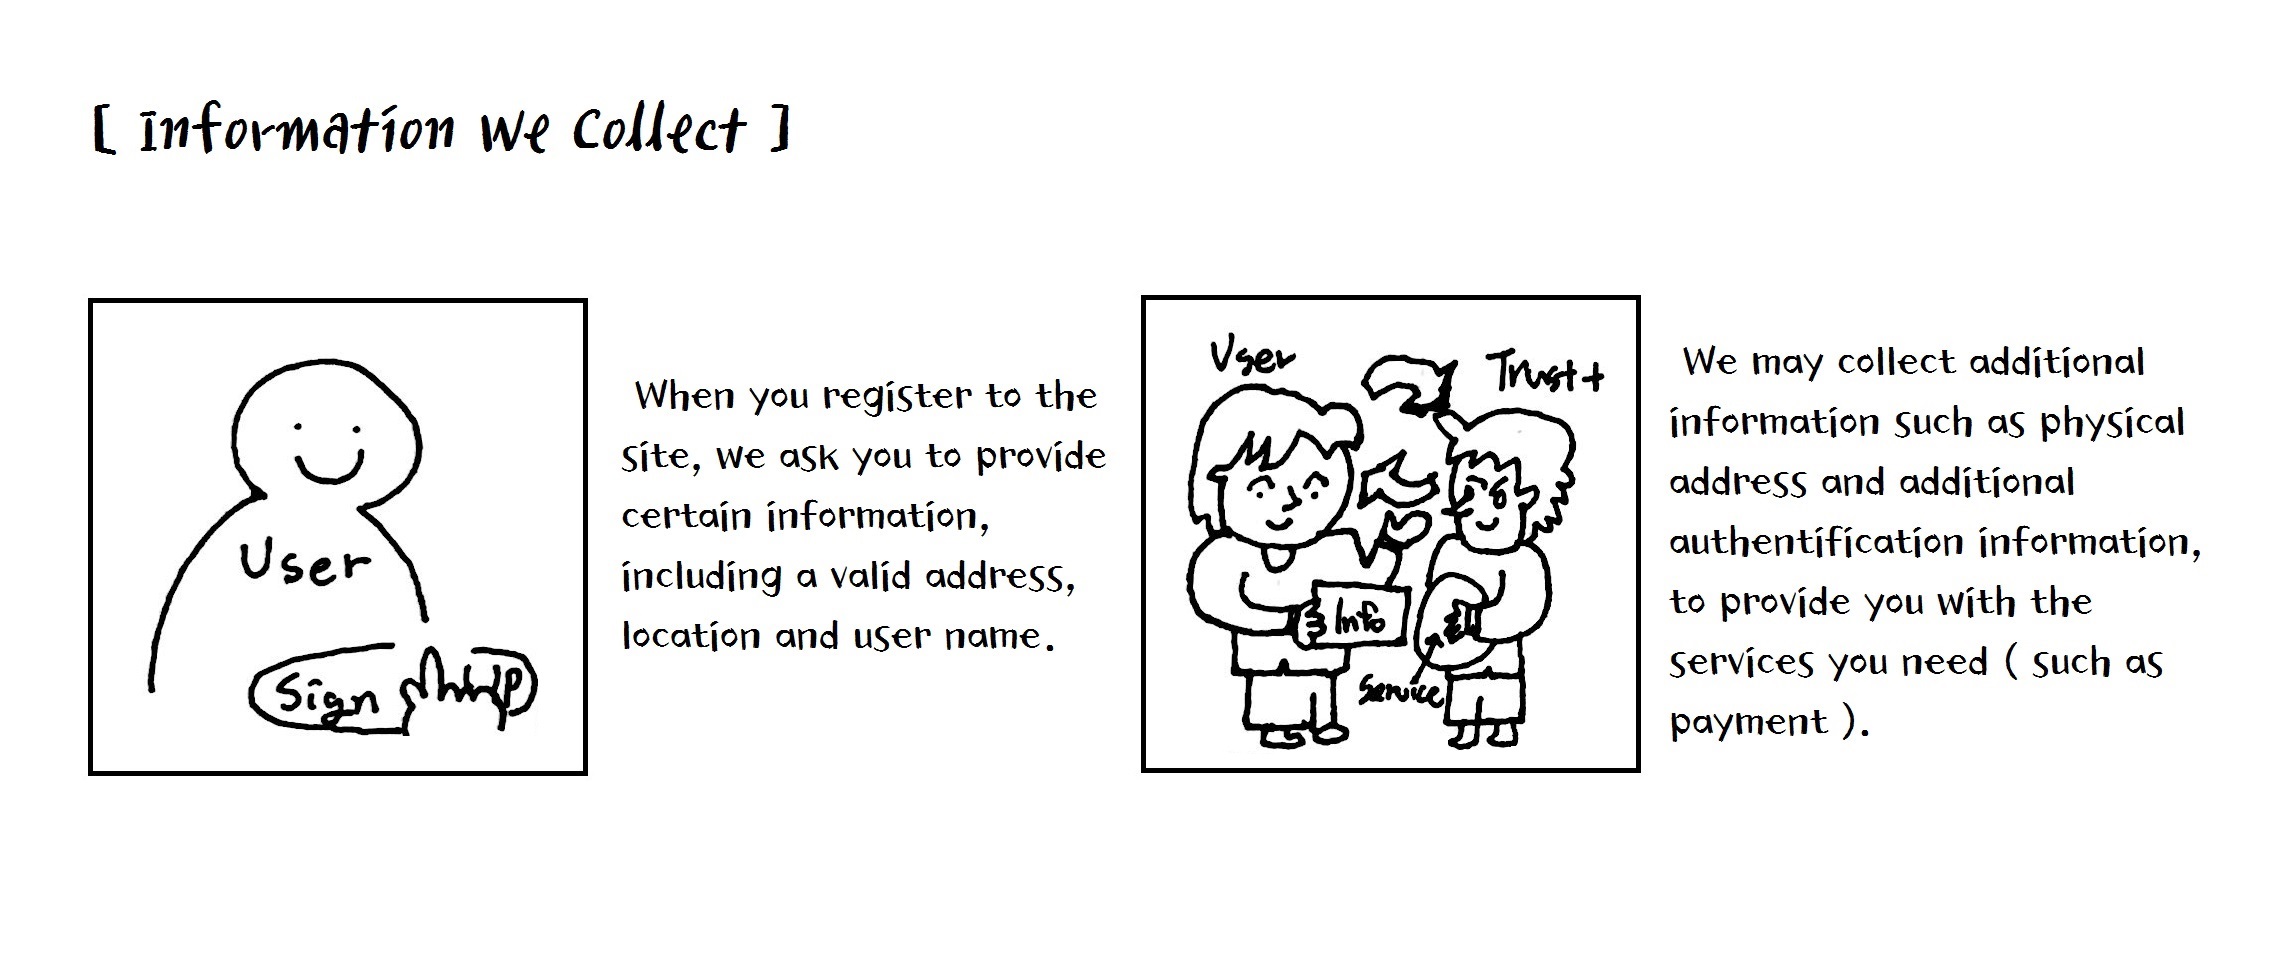 [ Information We Collect ]
User
Sign up
When you register to the
site, we ask you to provide
certain information,
including a valid address,
location and user name.
User
Trust+
Info
Service
We may collect additional
information such as physical
address and additional
authentification information,
to provide you with the
services you need ( such as
payment ).